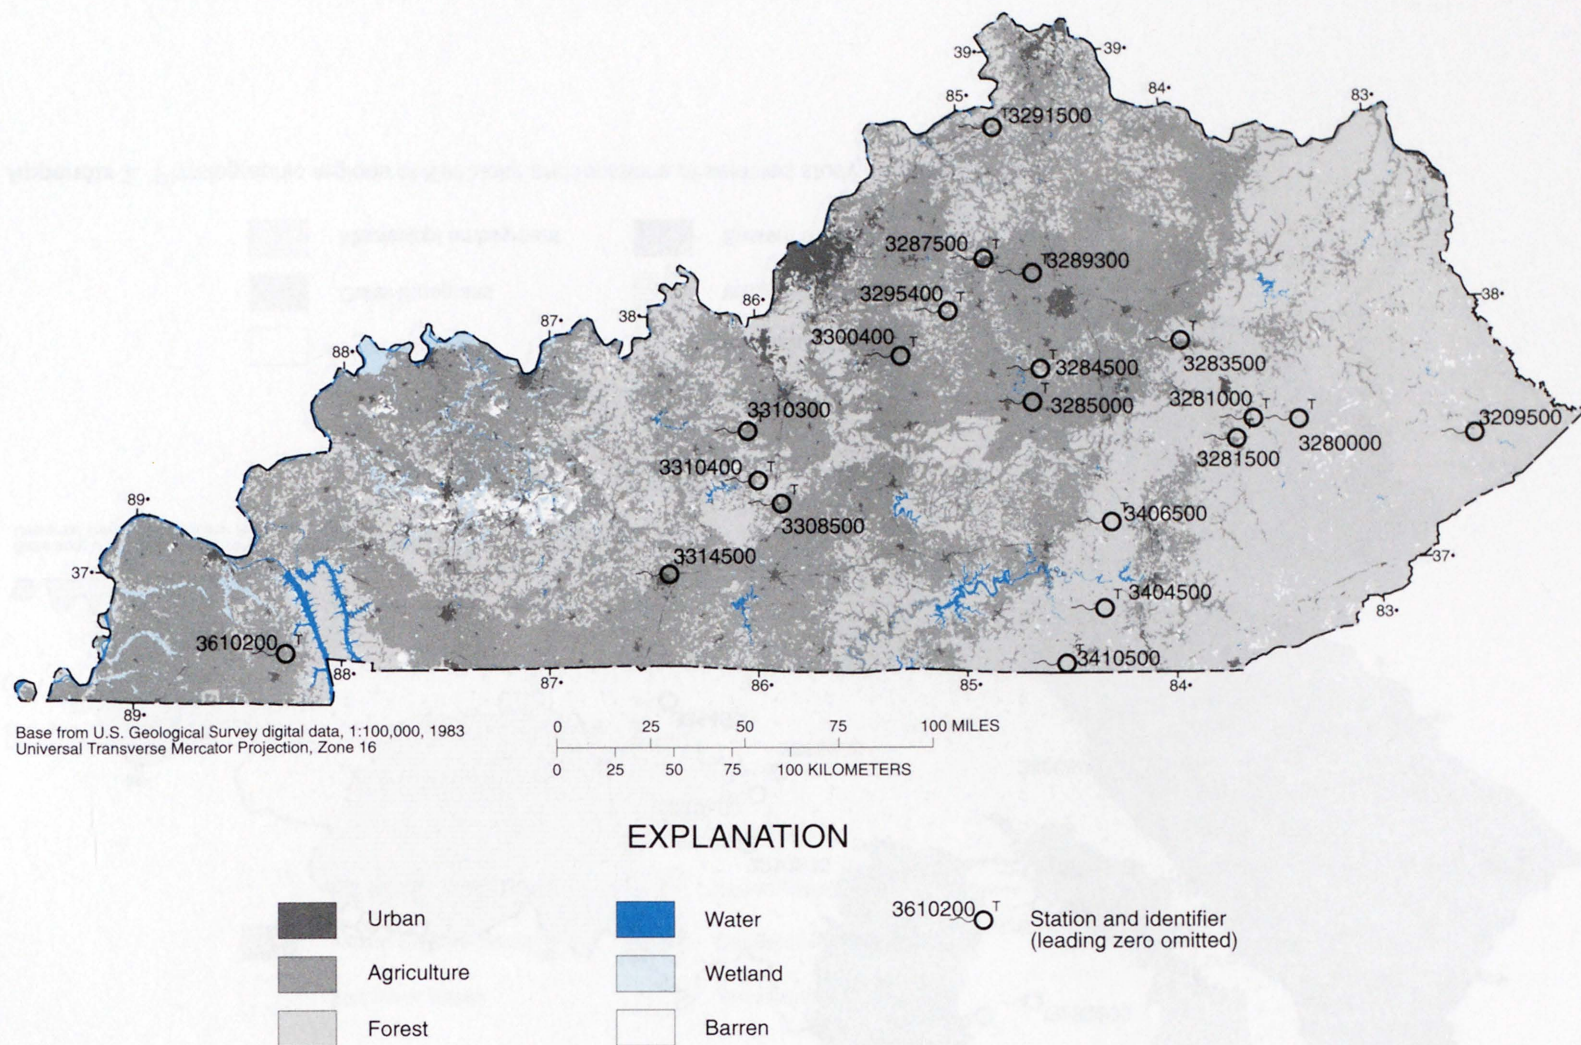 39•
39•
85•
84•
83•
T
3291500
3287500 T
T
3289300
3295400 T
38•
86•
38•
87•
3300400 T
T
3283500
88•
T
3284500
3285000
3281000 T
T
3280000
3281500
3209500
3310300
3310400 T
T
3308500
89•
T
3406500
3314500
37•
37•
T 3404500
83•
3610200 T
3410500
88•
87•
86•
85•
84•
89•
Base from U.S. Geological Survey digital data, 1:100,000, 1983
Universal Transverse Mercator Projection, Zone 16
0 25 50 75 100 MILES
0 25 50 75 100 KILOMETERS
EXPLANATION
Urban
Water
3610200 T
Station and identifier
(leading zero omitted)
Agriculture
Wetland
Forest
Barren